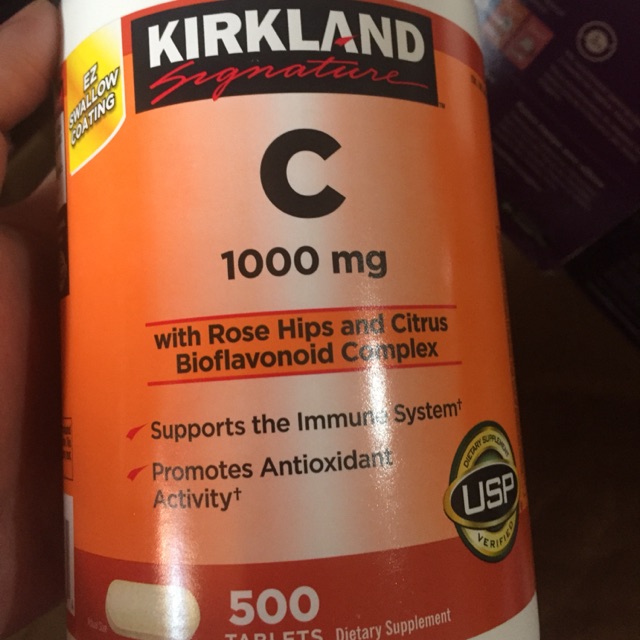 KIRKLAND
Signature
EZ
SWALLOW
COATING
C
1000 mg
with Rose Hips and Citrus
Bioflavonoid Complex
Supports the Immune System†
Promotes Antioxidant
Activity†
DIETARY SUPPLEMENT
USP
VERIFIED
500
TABLETS Dietary Supplement